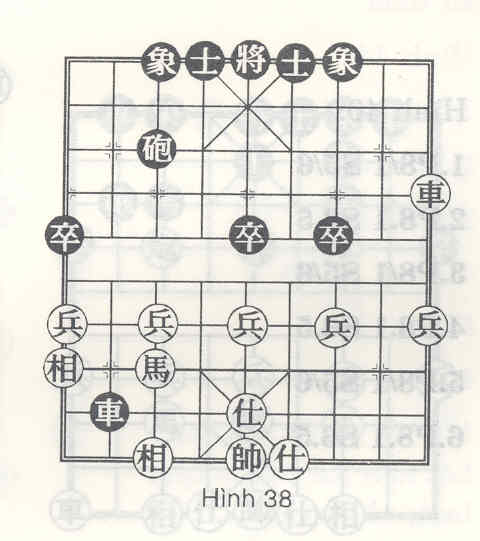 象 士 將 士 象
砲
車
卒 卒 卒
兵 兵 兵 兵 兵
相 馬
車 仕
相 帥 仕
Hình 38